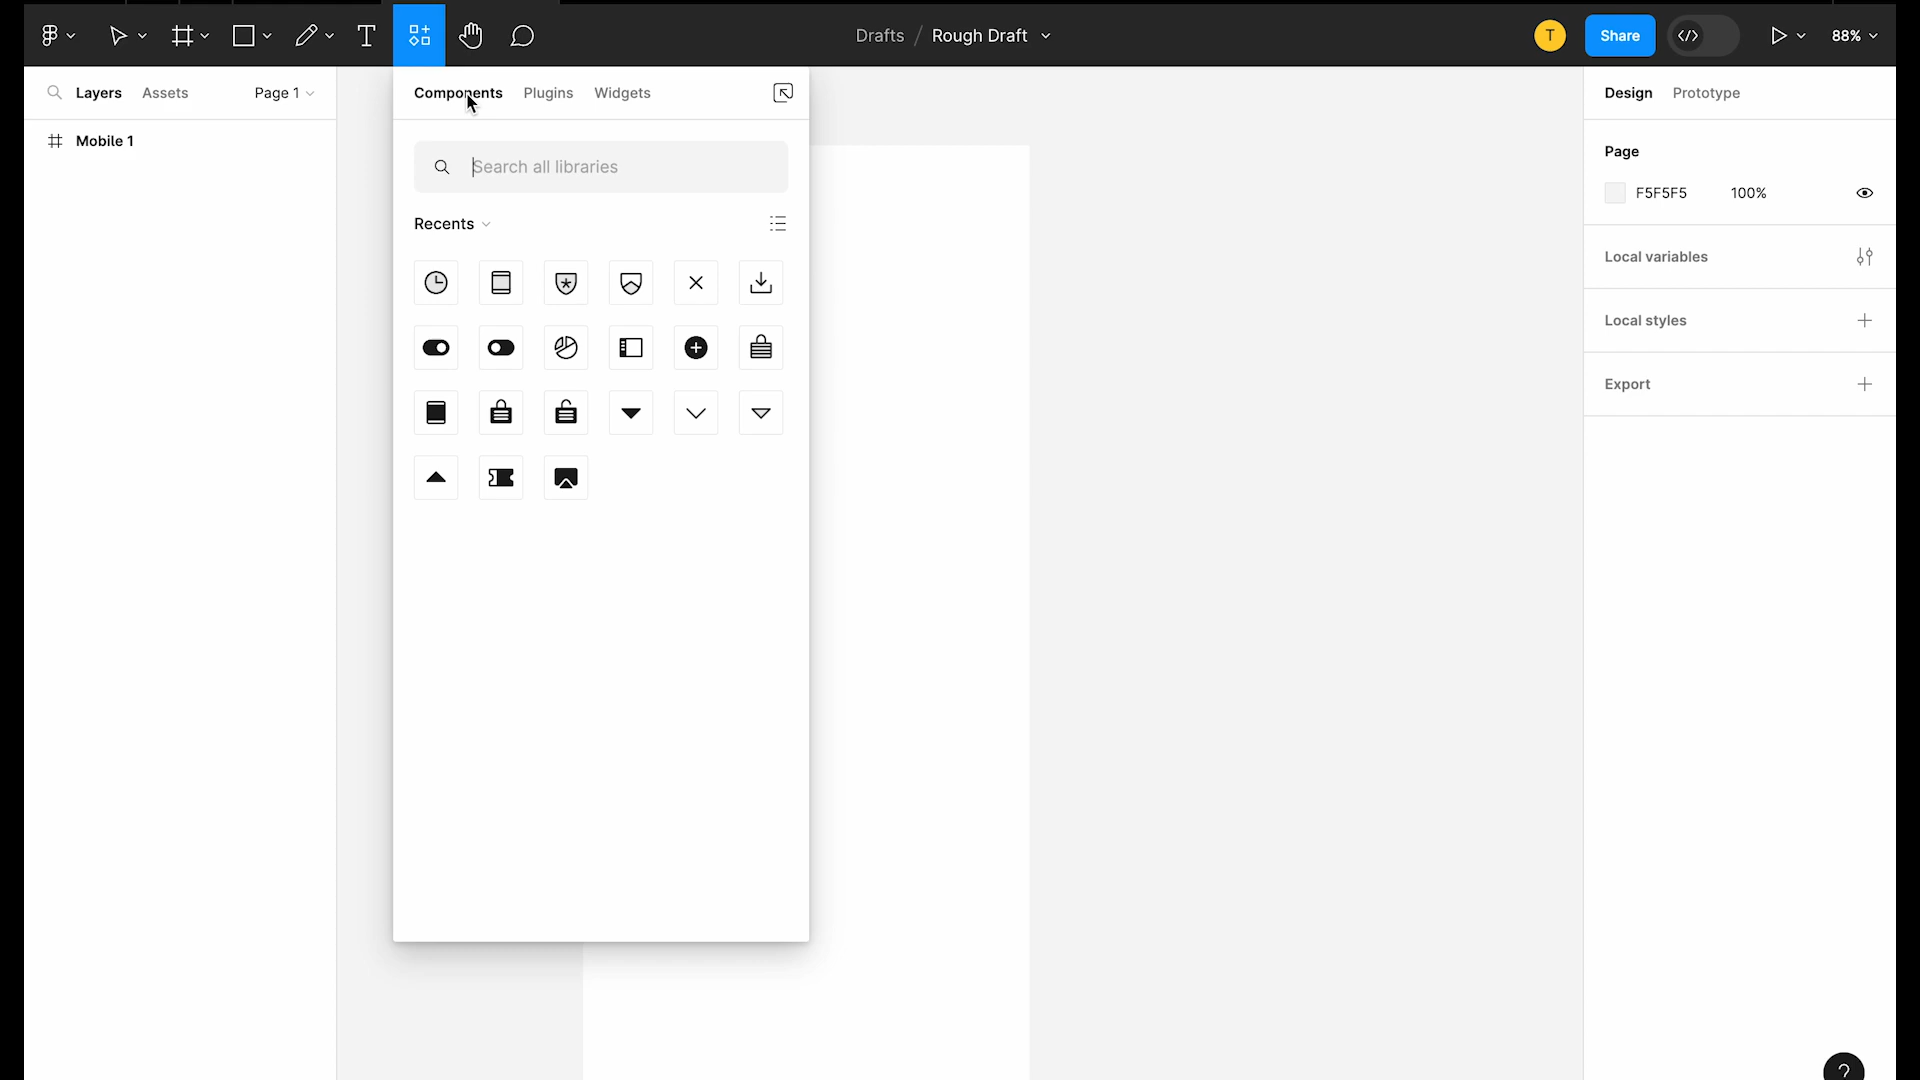 T
Drafts / Rough Draft
T
Share
88%
Layers
Assets
Page 1
Components
Plugins
Widgets
Design
Prototype
Mobile 1
Search all libraries
Recents
Page
F5F5F5
100%
Local variables
Local styles
Export
?